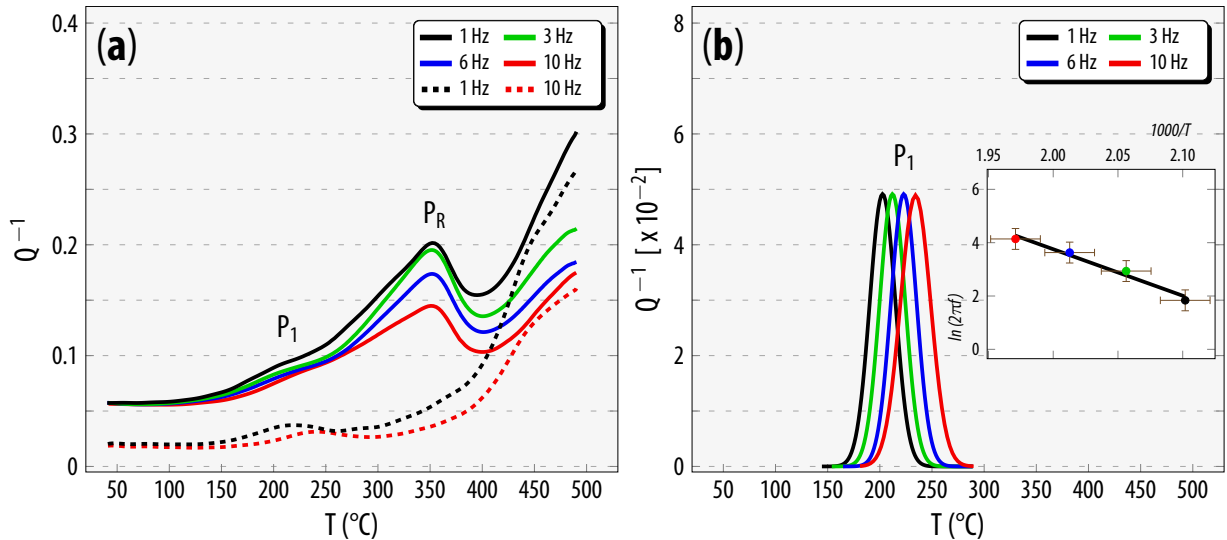 (a)
1 Hz 3 Hz
6 Hz 10 Hz
1 Hz 10 Hz
0.4
0.3
0.2
0.1
0
Q⁻¹
P₁
P_R
50 100 150 200 250 300 350 400 450 500
T (°C)
(b)
1 Hz 3 Hz
6 Hz 10 Hz
8
6
4
2
0
Q⁻¹ [ x 10⁻² ]
P₁
1000/T
1.95 2.00 2.06 2.10
6
4
2
0
ln (2πf)
50 100 150 200 250 300 350 400 450 500
T (°C)